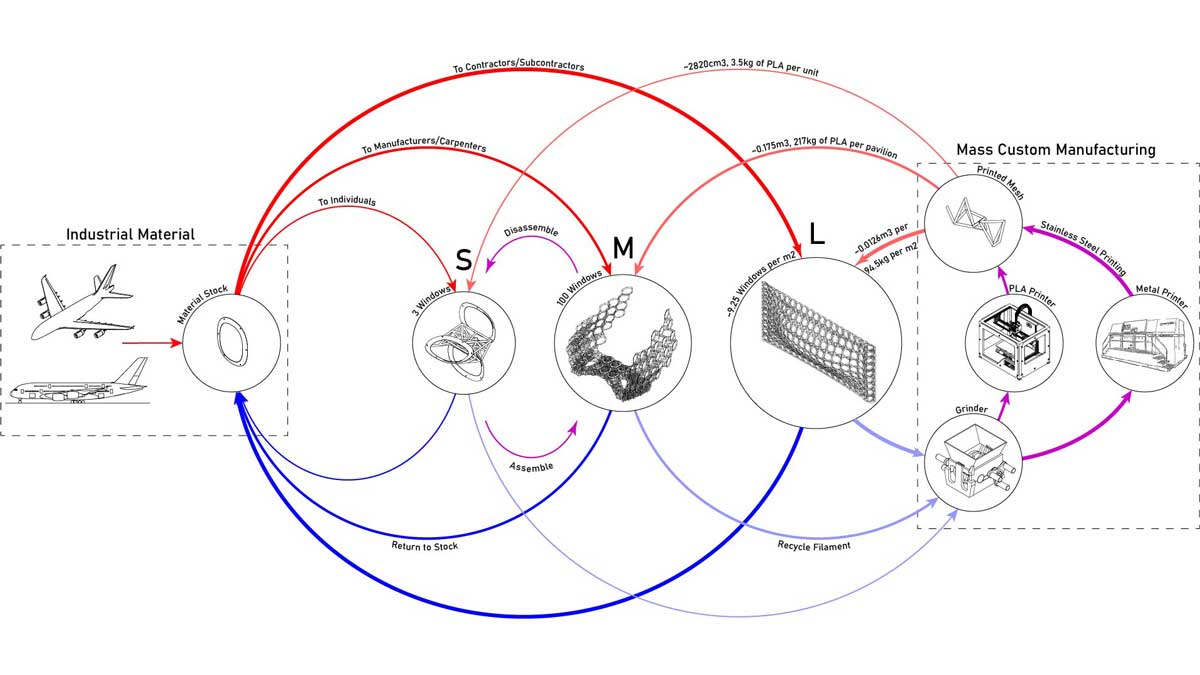 To Contractors/Subcontractors
~2820cm3, 3.5kg of PLA per unit
To Manufacturers/Carpenters
~0.175m3, 217kg of PLA per pavilion
Mass Custom Manufacturing
Printed Mesh
To Individuals
Industrial Material
Disassemble
S
M
L
~0.0126m3 per
~94.5kg per m2
Stainless Steel Printing
Material Stock
3 Windows
100 Windows
~9.25 Windows per m2
PLA Printer
Metal Printer
Grinder
Assemble
Return to Stock
Recycle Filament